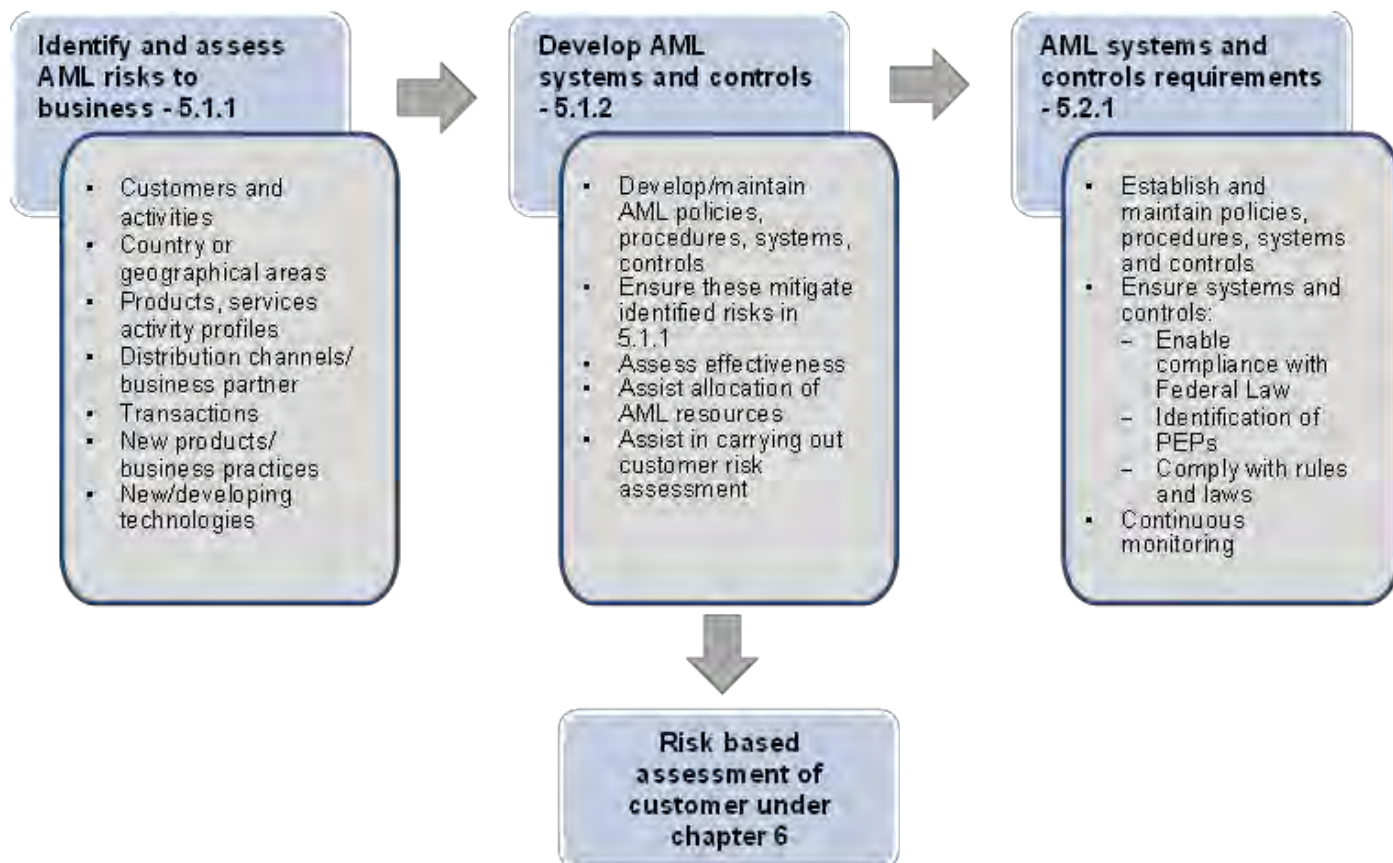 Identify and assess
AML risks to
business - 5.1.1
▪ Customers and
activities
▪ Country or
geographical areas
▪ Products, services
activity profiles
▪ Distribution channels/
business partner
▪ Transactions
▪ New products/
business practices
▪ New/developing
technologies
Develop AML
systems and controls
- 5.1.2
▪ Develop/maintain
AML policies,
procedures, systems,
controls
▪ Ensure these mitigate
identified risks in
5.1.1
▪ Assess effectiveness
▪ Assist allocation of
AML resources
▪ Assist in carrying out
customer risk
assessment
AML systems and
controls requirements
- 5.2.1
▪ Establish and
maintain policies,
procedures, systems
and controls
▪ Ensure systems and
controls:
– Enable
compliance with
Federal Law
– Identification of
PEPs
– Comply with rules
and laws
▪ Continuous
monitoring
Risk based
assessment of
customer under
chapter 6